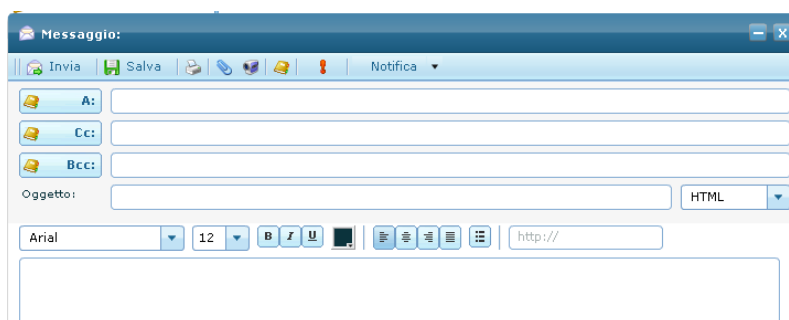 Messaggio:
Invia Salva Notifica
A:
Cc:
Bcc:
Oggetto: HTML
Arial 12 B I U http://